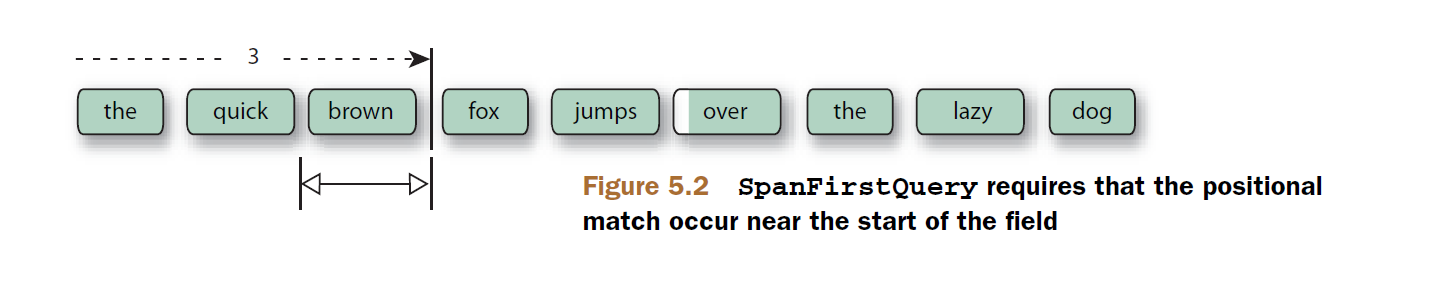 3
the quick brown fox jumps over the lazy dog
Figure 5.2 SpanFirstQuery requires that the positional
match occur near the start of the field